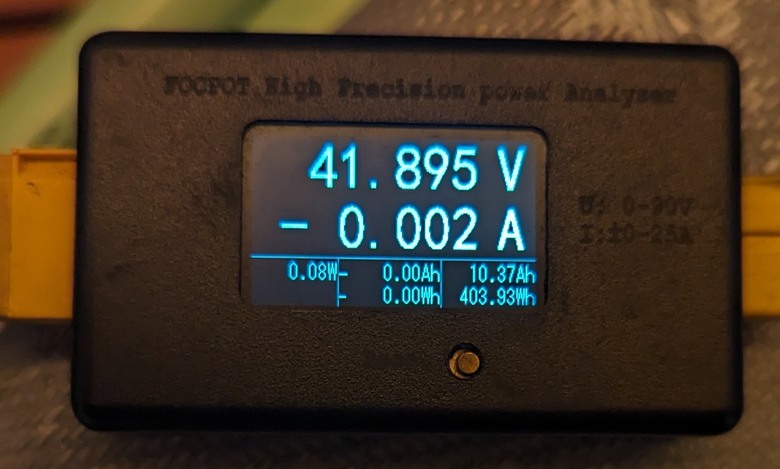 FOCPOT High Precision power Analyzer
41.895 V
- 0.002 A
U: 0-90V
I:±0-25A
0.08W - 0.00Ah 10.37Ah
- 0.00Wh 403.93Wh